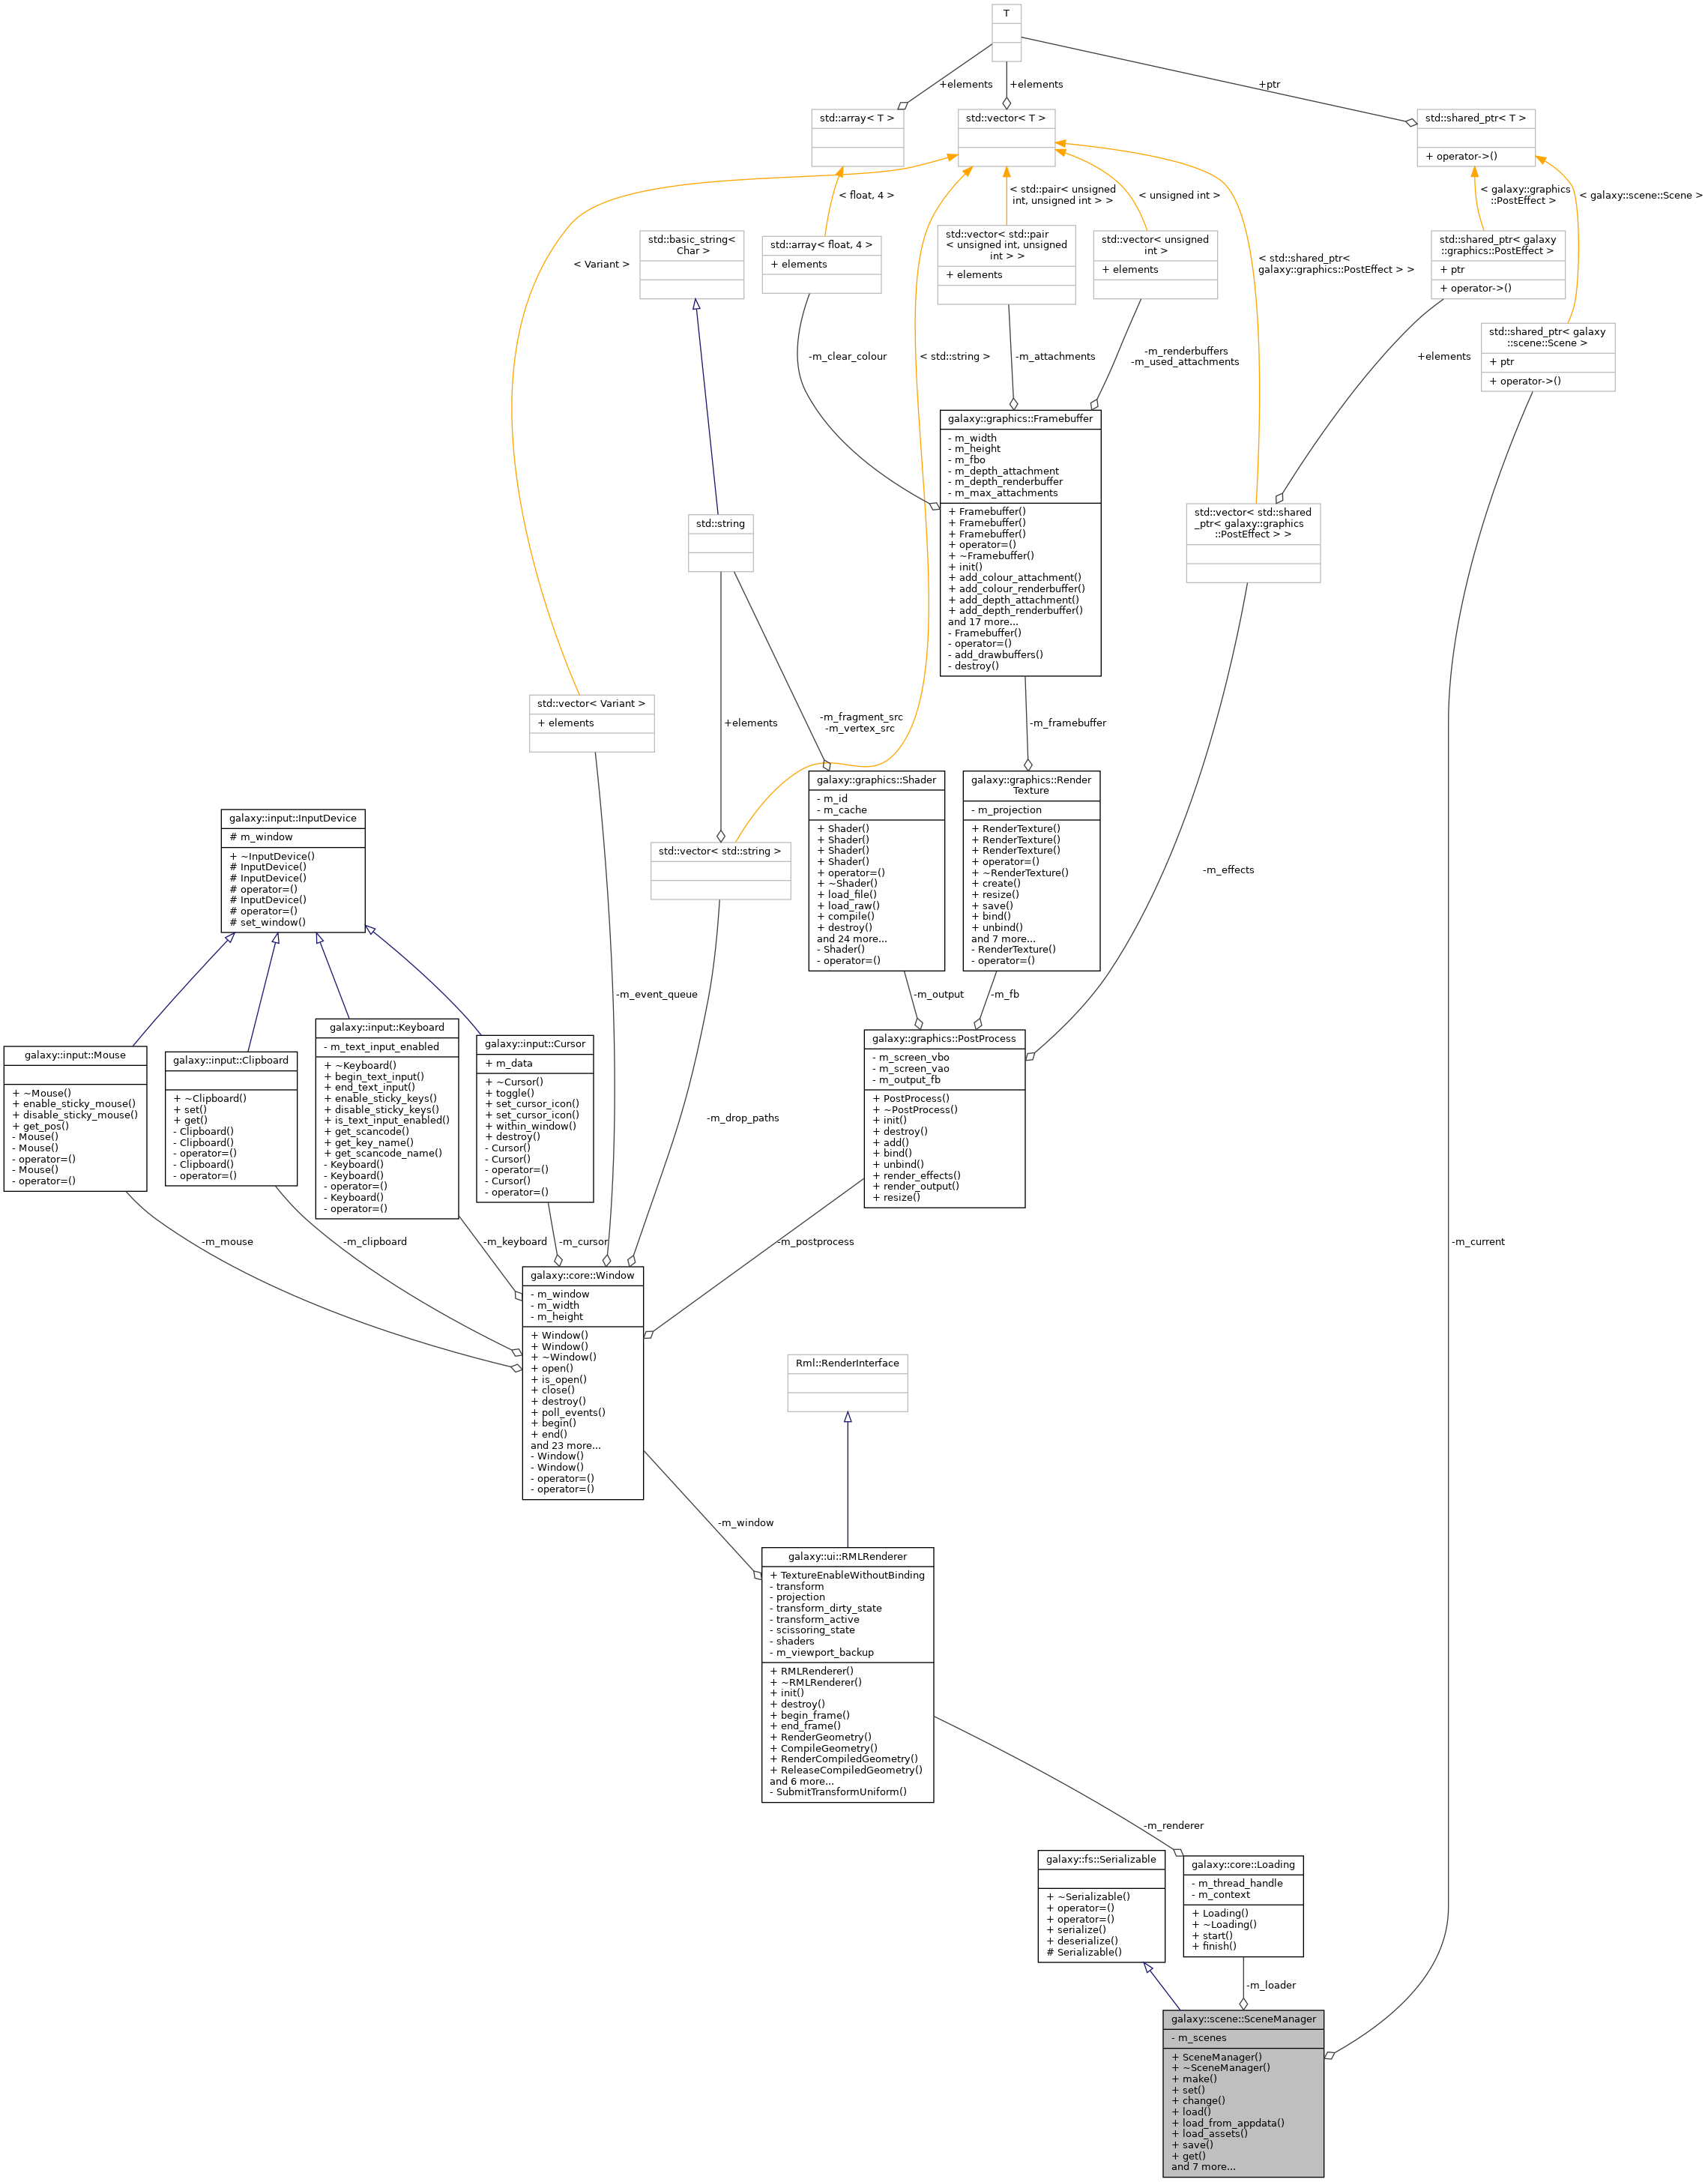 T
+elements
+elements
+ptr
std::array< T >
std::vector< T >
std::shared_ptr< T >
+ operator->()
< float, 4 >
< std::pair< unsigned
int, unsigned int > >
< unsigned int >
< galaxy::graphics
::PostEffect >
< galaxy::scene::Scene >
std::basic_string<
Char >
std::array< float, 4 >
+ elements
std::vector< std::pair
< unsigned int, unsigned
int > >
+ elements
std::vector< unsigned
int >
+ elements
std::shared_ptr< galaxy
::graphics::PostEffect >
+ ptr
+ operator->()
< Variant >
< std::shared_ptr<
galaxy::graphics::PostEffect > >
std::shared_ptr< galaxy
::scene::Scene >
+ ptr
+ operator->()
-m_clear_colour
< std::string >
-m_attachments
-m_renderbuffers
-m_used_attachments
+elements
galaxy::graphics::Framebuffer
- m_width
- m_height
- m_fbo
- m_depth_attachment
- m_depth_renderbuffer
- m_max_attachments
+ Framebuffer()
+ Framebuffer()
+ Framebuffer()
+ operator=()
+ ~Framebuffer()
+ init()
+ add_colour_attachment()
+ add_colour_renderbuffer()
+ add_depth_attachment()
+ add_depth_renderbuffer()
and 17 more...
- Framebuffer()
- operator=()
- add_drawbuffers()
- destroy()
std::string
std::vector< std::shared
_ptr< galaxy::graphics
::PostEffect > >
std::vector< Variant >
+ elements
+elements
-m_fragment_src
-m_vertex_src
-m_framebuffer
galaxy::graphics::Shader
- m_id
- m_cache
+ Shader()
+ Shader()
+ Shader()
+ Shader()
+ operator=()
+ ~Shader()
+ load_file()
+ load_raw()
+ compile()
+ destroy()
and 24 more...
- Shader()
- operator=()
galaxy::graphics::Render
Texture
- m_projection
+ RenderTexture()
+ RenderTexture()
+ RenderTexture()
+ operator=()
+ ~RenderTexture()
+ create()
+ resize()
+ save()
+ bind()
+ unbind()
and 7 more...
- RenderTexture()
- operator=()
galaxy::input::InputDevice
# m_window
+ ~InputDevice()
# InputDevice()
# InputDevice()
# operator=()
# InputDevice()
# operator=()
# set_window()
std::vector< std::string >
-m_effects
-m_event_queue
-m_output
-m_fb
galaxy::input::Mouse
+ ~Mouse()
+ enable_sticky_mouse()
+ disable_sticky_mouse()
+ get_pos()
- Mouse()
- Mouse()
- operator=()
- Mouse()
- operator=()
galaxy::input::Clipboard
+ ~Clipboard()
+ set()
+ get()
- Clipboard()
- Clipboard()
- operator=()
- Clipboard()
- operator=()
galaxy::input::Keyboard
- m_text_input_enabled
+ ~Keyboard()
+ begin_text_input()
+ end_text_input()
+ enable_sticky_keys()
+ disable_sticky_keys()
+ is_text_input_enabled()
+ get_scancode()
+ get_key_name()
+ get_scancode_name()
- Keyboard()
- Keyboard()
- operator=()
- Keyboard()
- operator=()
galaxy::input::Cursor
+ m_data
+ ~Cursor()
+ toggle()
+ set_cursor_icon()
+ set_cursor_icon()
+ within_window()
+ destroy()
- Cursor()
- Cursor()
- operator=()
- Cursor()
- operator=()
-m_drop_paths
galaxy::graphics::PostProcess
- m_screen_vbo
- m_screen_vao
- m_output_fb
+ PostProcess()
+ ~PostProcess()
+ init()
+ destroy()
+ add()
+ bind()
+ unbind()
+ render_effects()
+ render_output()
+ resize()
-m_mouse
-m_clipboard
-m_keyboard
-m_cursor
-m_postprocess
-m_current
galaxy::core::Window
- m_window
- m_width
- m_height
+ Window()
+ Window()
+ ~Window()
+ open()
+ is_open()
+ close()
+ destroy()
+ poll_events()
+ begin()
+ end()
and 23 more...
- Window()
- Window()
- operator=()
- operator=()
Rml::RenderInterface
-m_window
galaxy::ui::RMLRenderer
+ TextureEnableWithoutBinding
- transform
- projection
- transform_dirty_state
- transform_active
- scissoring_state
- shaders
- m_viewport_backup
+ RMLRenderer()
+ ~RMLRenderer()
+ init()
+ destroy()
+ begin_frame()
+ end_frame()
+ RenderGeometry()
+ CompileGeometry()
+ RenderCompiledGeometry()
+ ReleaseCompiledGeometry()
and 6 more...
- SubmitTransformUniform()
-m_renderer
galaxy::fs::Serializable
+ ~Serializable()
+ operator=()
+ operator=()
+ serialize()
+ deserialize()
# Serializable()
galaxy::core::Loading
- m_thread_handle
- m_context
+ Loading()
+ ~Loading()
+ start()
+ finish()
-m_loader
galaxy::scene::SceneManager
- m_scenes
+ SceneManager()
+ ~SceneManager()
+ make()
+ set()
+ change()
+ load()
+ load_from_appdata()
+ load_assets()
+ save()
+ get()
and 7 more...